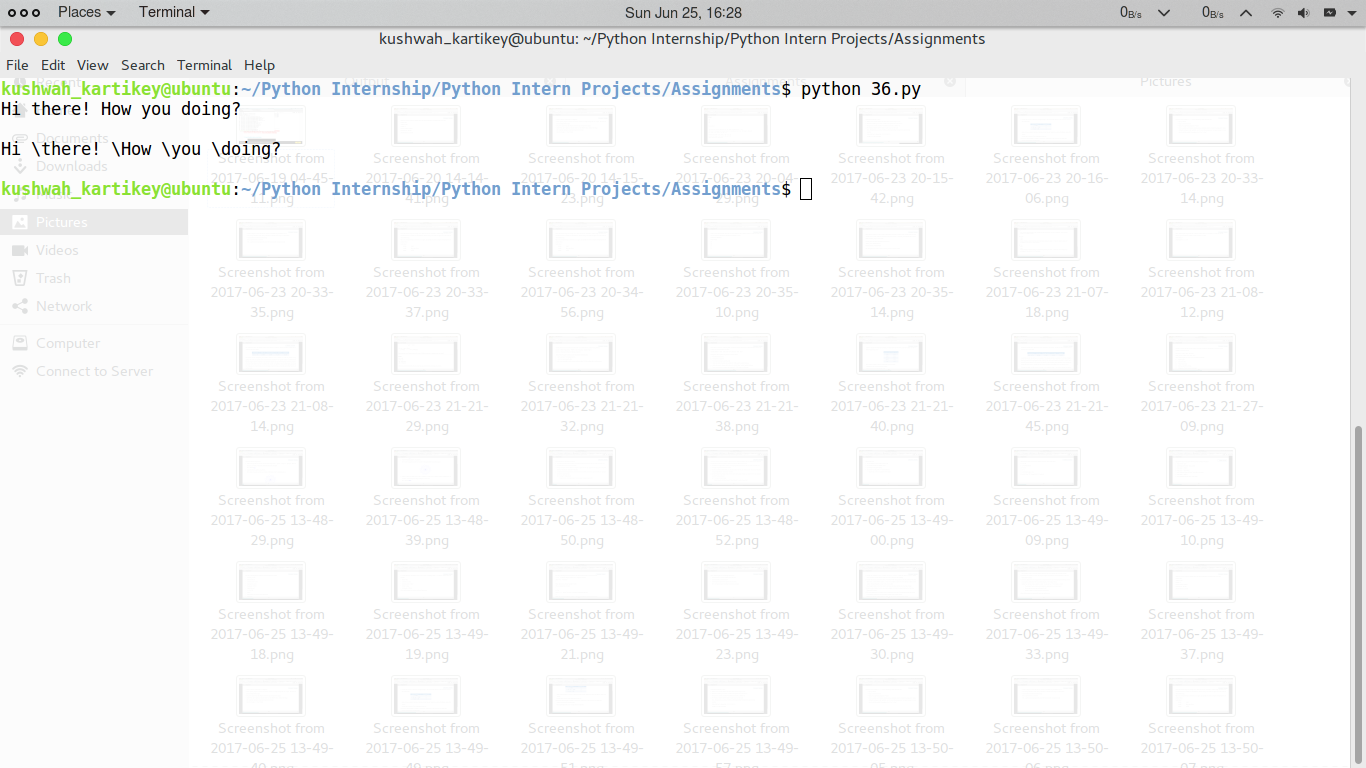 Places Terminal Sun Jun 25, 16:28 0B/s 0B/s
kushwah_kartikey@ubuntu: ~/Python Internship/Python Intern Projects/Assignments
File Edit View Search Terminal Help
Recent Output Assignments Pictures
kushwah_kartikey@ubuntu:~/Python Internship/Python Intern Projects/Assignments$ python 36.py
Hi there! How you doing?
Documents
Hi \there! \How \you \doing?
Screenshot from Screenshot from Screenshot from Screenshot from Screenshot from Screenshot from Screenshot from
Downloads
2017-06-19 04-45- 2017-06-20 14-14- 2017-06-20 14-15- 2017-06-23 20-04- 2017-06-23 20-15- 2017-06-23 20-16- 2017-06-23 20-33-
kushwah_kartikey@ubuntu:~/Python Internship/Python Intern Projects/Assignments$
Music
11.png 41.png 23.png 29.png 42.png 06.png 14.png
Pictures
Videos
Screenshot from Screenshot from Screenshot from Screenshot from Screenshot from Screenshot from Screenshot from
Trash
2017-06-23 20-33- 2017-06-23 20-33- 2017-06-23 20-34- 2017-06-23 20-35- 2017-06-23 20-35- 2017-06-23 21-07- 2017-06-23 21-08-
Network
35.png 37.png 56.png 10.png 14.png 18.png 12.png
Computer
Connect to Server
Screenshot from Screenshot from Screenshot from Screenshot from Screenshot from Screenshot from Screenshot from
2017-06-23 21-08- 2017-06-23 21-21- 2017-06-23 21-21- 2017-06-23 21-21- 2017-06-23 21-21- 2017-06-23 21-21- 2017-06-23 21-27-
14.png 29.png 32.png 38.png 40.png 45.png 09.png
Screenshot from Screenshot from Screenshot from Screenshot from Screenshot from Screenshot from Screenshot from
2017-06-25 13-48- 2017-06-25 13-48- 2017-06-25 13-48- 2017-06-25 13-48- 2017-06-25 13-49- 2017-06-25 13-49- 2017-06-25 13-49-
29.png 39.png 50.png 52.png 00.png 09.png 10.png
Screenshot from Screenshot from Screenshot from Screenshot from Screenshot from Screenshot from Screenshot from
2017-06-25 13-49- 2017-06-25 13-49- 2017-06-25 13-49- 2017-06-25 13-49- 2017-06-25 13-49- 2017-06-25 13-49- 2017-06-25 13-49-
18.png 19.png 21.png 23.png 30.png 33.png 37.png
Screenshot from Screenshot from Screenshot from Screenshot from Screenshot from Screenshot from Screenshot from
2017-06-25 13-49- 2017-06-25 13-49- 2017-06-25 13-49- 2017-06-25 13-49- 2017-06-25 13-50- 2017-06-25 13-50- 2017-06-25 13-50-